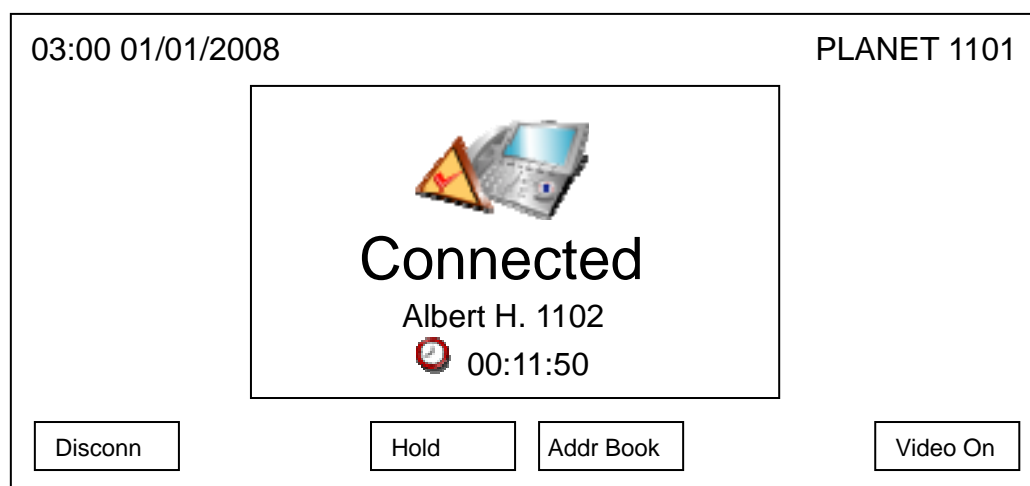 03:00 01/01/2008 PLANET 1101
Connected
Albert H. 1102
00:11:50
Disconn Hold Addr Book Video On